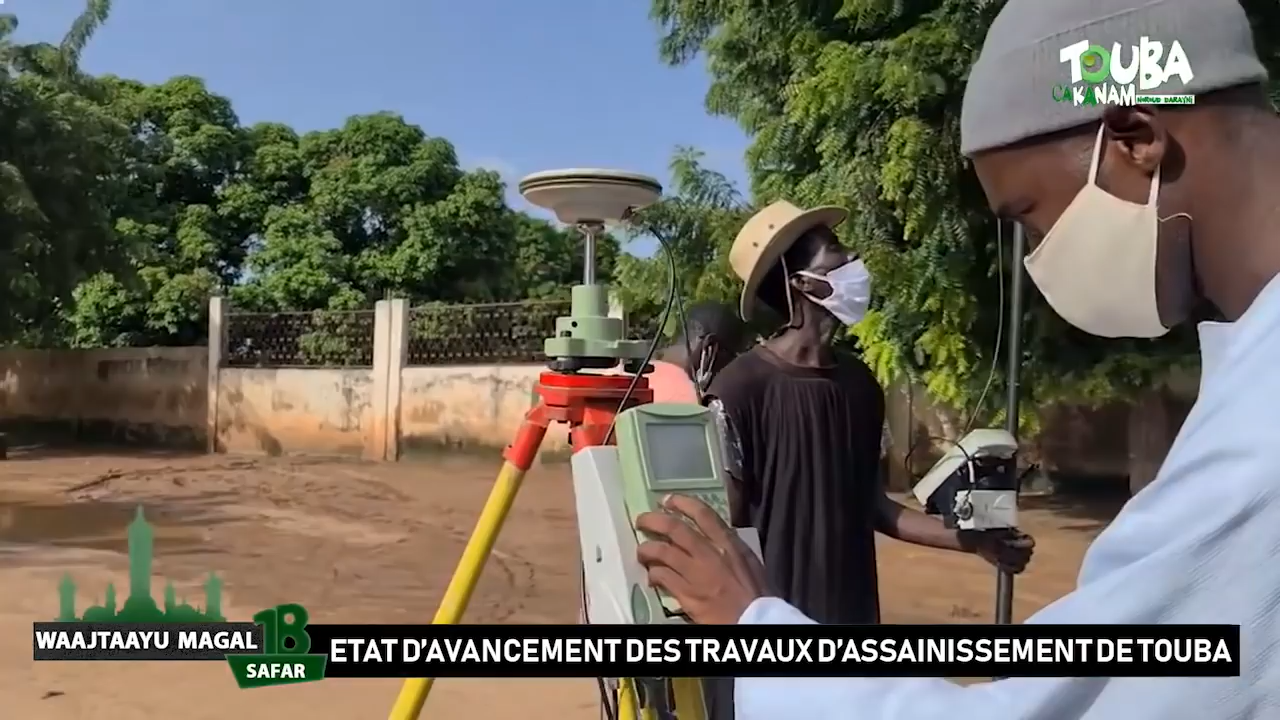 TOUBA
CA KANAM
WAAJTAAYU MAGAL
18
SAFAR
ETAT D'AVANCEMENT DES TRAVAUX D'ASSAINISSEMENT DE TOUBA